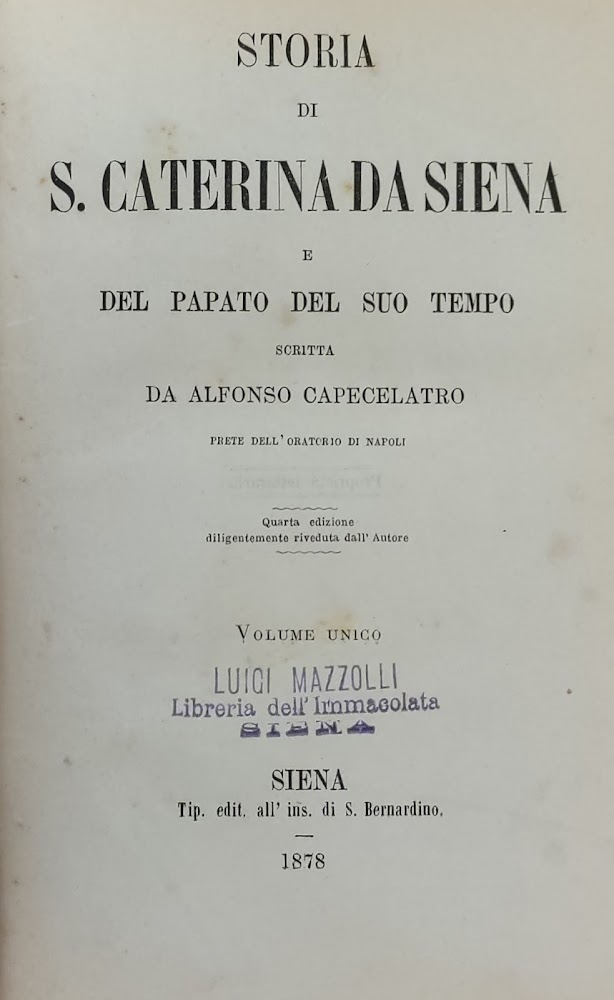 STORIA
DI
S. CATERINA DA SIENA
E
DEL PAPATO DEL SUO TEMPO
SCRITTA
DA ALFONSO CAPECELATRO
PRETE DELL' ORATORIO DI NAPOLI
Quarta edizione
diligentemente riveduta dall' Autore
VOLUME UNICO
LUIGI MAZZOLLI
Libreria dell' Immacolata
SIENA
SIENA
Tip. edit. all' ins. di S. Bernardino.
1878